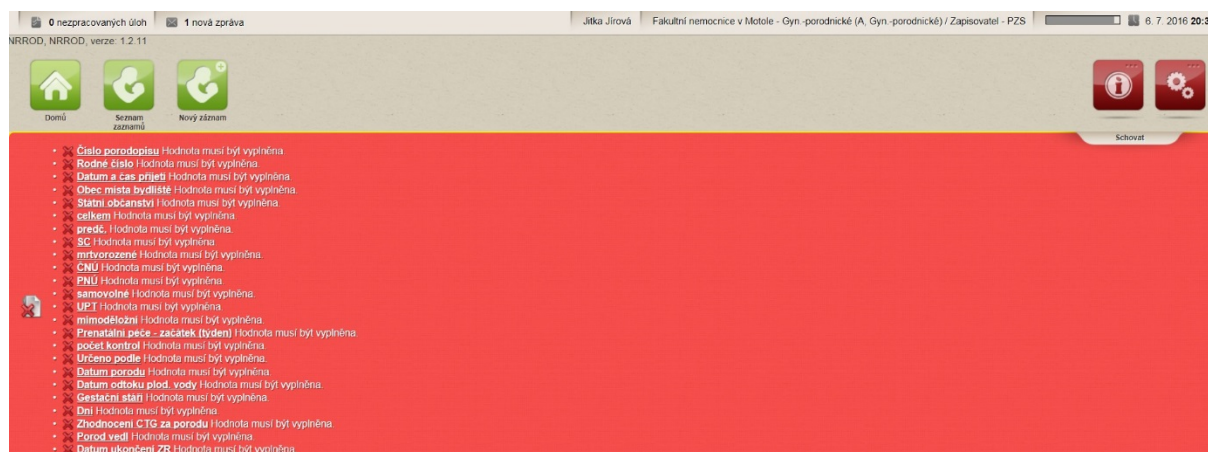 0 nezpracovaných úloh 1 nová zpráva Jitka Jírová Fakultní nemocnice v Motole - Gyn.-porodnické (A, Gyn.-porodnické) / Zapisovatel - PZS 6. 7. 2016 20:3
NRROD, NRROD, verze: 1.2.11
Domů
Seznam
zaznamů
Nový záznam
Schovat
Číslo porodopisu Hodnota musí být vyplněna.
Rodné číslo Hodnota musí být vyplněna.
Datum a čas přijetí Hodnota musí být vyplněna.
Obec místa bydliště Hodnota musí být vyplněna.
Státní občanství Hodnota musí být vyplněna.
celkem Hodnota musí být vyplněna.
předč. Hodnota musí být vyplněna.
SC Hodnota musí být vyplněna.
mrtvorozené Hodnota musí být vyplněna.
ČNÚ Hodnota musí být vyplněna.
PNÚ Hodnota musí být vyplněna.
samovolné Hodnota musí být vyplněna.
UPT Hodnota musí být vyplněna.
mimoděložní Hodnota musí být vyplněna.
Prenatální péče - začátek (týden) Hodnota musí být vyplněna.
počet kontrol Hodnota musí být vyplněna.
Určeno podle Hodnota musí být vyplněna.
Datum porodu Hodnota musí být vyplněna.
Datum odtoku plod. vody Hodnota musí být vyplněna.
Gestační stáří Hodnota musí být vyplněna.
Dní Hodnota musí být vyplněna.
Zhodnocení CTG za porodu Hodnota musí být vyplněna.
Porod vedl Hodnota musí být vyplněna.
Datum ukončení ZR Hodnota musí být vyplněna.